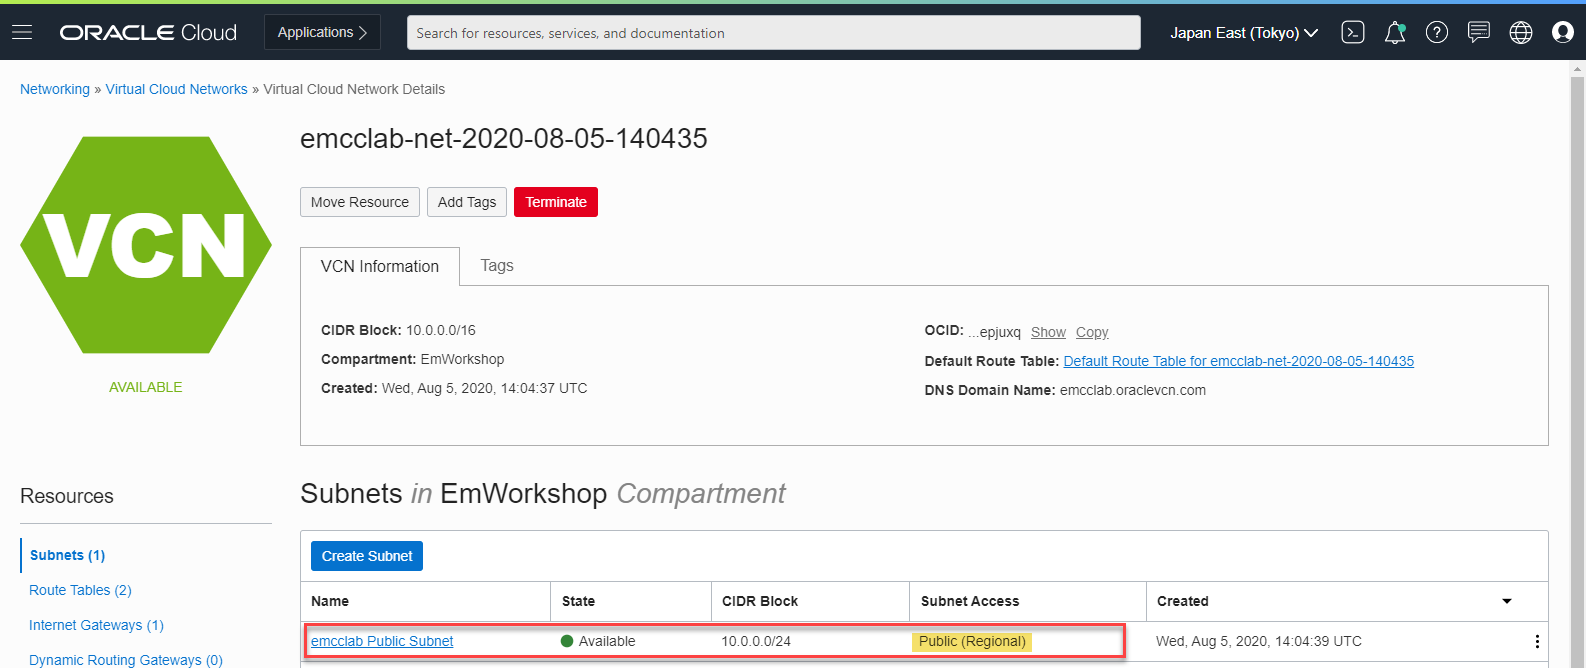 ORACLE Cloud
Applications
Search for resources, services, and documentation
Japan East (Tokyo)
Networking » Virtual Cloud Networks » Virtual Cloud Network Details
VCN
AVAILABLE
emcclab-net-2020-08-05-140435
Move Resource Add Tags Terminate
VCN Information Tags
CIDR Block: 10.0.0.0/16
Compartment: EmWorkshop
Created: Wed, Aug 5, 2020, 14:04:37 UTC
OCID: ...epjuxq Show Copy
Default Route Table: Default Route Table for emcclab-net-2020-08-05-140435
DNS Domain Name: emcclab.oraclevcn.com
Resources
Subnets (1)
Route Tables (2)
Internet Gateways (1)
Dynamic Routing Gateways (0)
Subnets in EmWorkshop Compartment
Create Subnet
Name State CIDR Block Subnet Access Created
emcclab Public Subnet Available 10.0.0.0/24 Public (Regional) Wed, Aug 5, 2020, 14:04:39 UTC